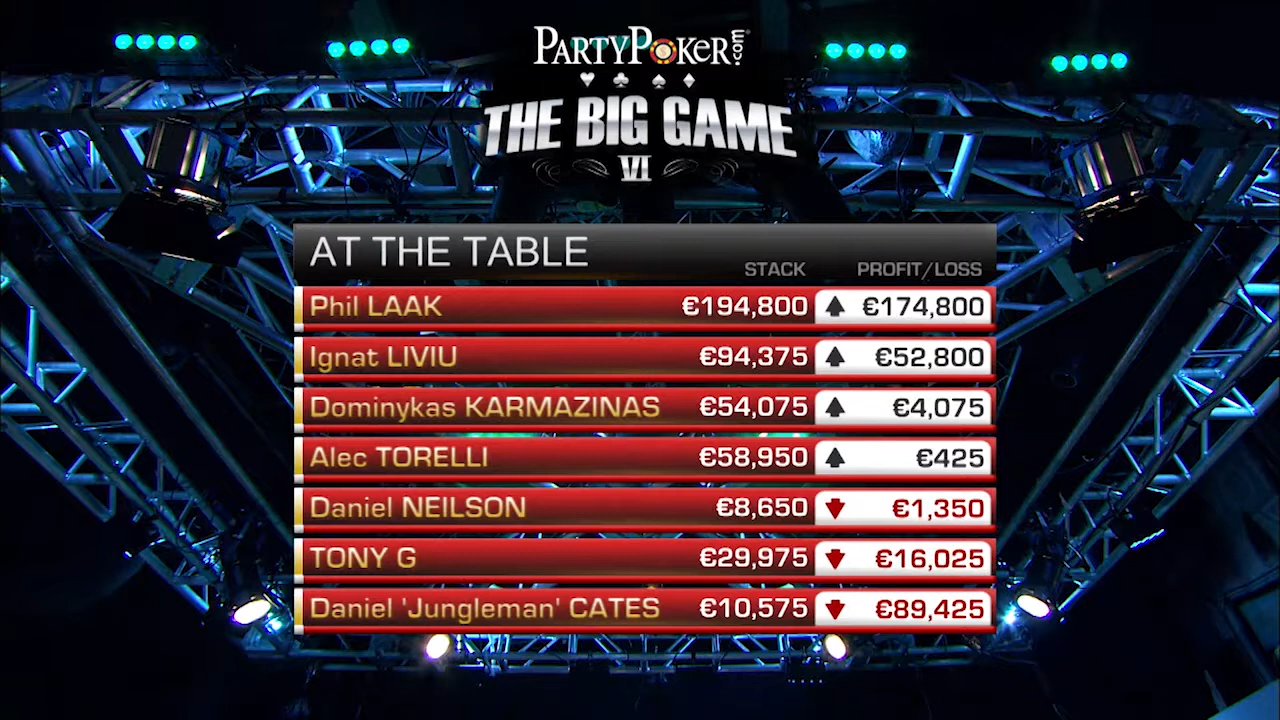 PARTYPOKER.com
THE BIG GAME
VI
AT THE TABLE STACK PROFIT/LOSS
Phil LAAK €194,800 €174,800
Ignat LIVIU €94,375 €52,800
Dominykas KARMAZINAS €54,075 €4,075
Alec TORELLI €58,950 €425
Daniel NEILSON €8,650 €1,350
TONY G €29,975 €16,025
Daniel 'Jungleman' CATES €10,575 €89,425